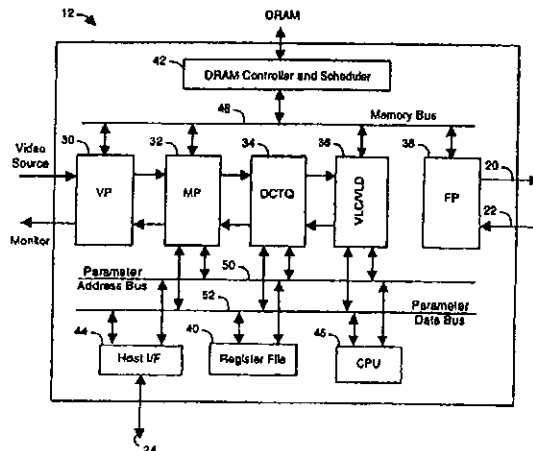 12
DRAM
42
DRAM Controller and Scheduler
48
Memory Bus
Video Source
30
32
34
36
38
20
VP
MP
DCTQ
VLC/VLD
FP
22
Monitor
Parameter Address Bus
50
52
Parameter Data Bus
44
40
45
Host I/F
Register File
CPU
24